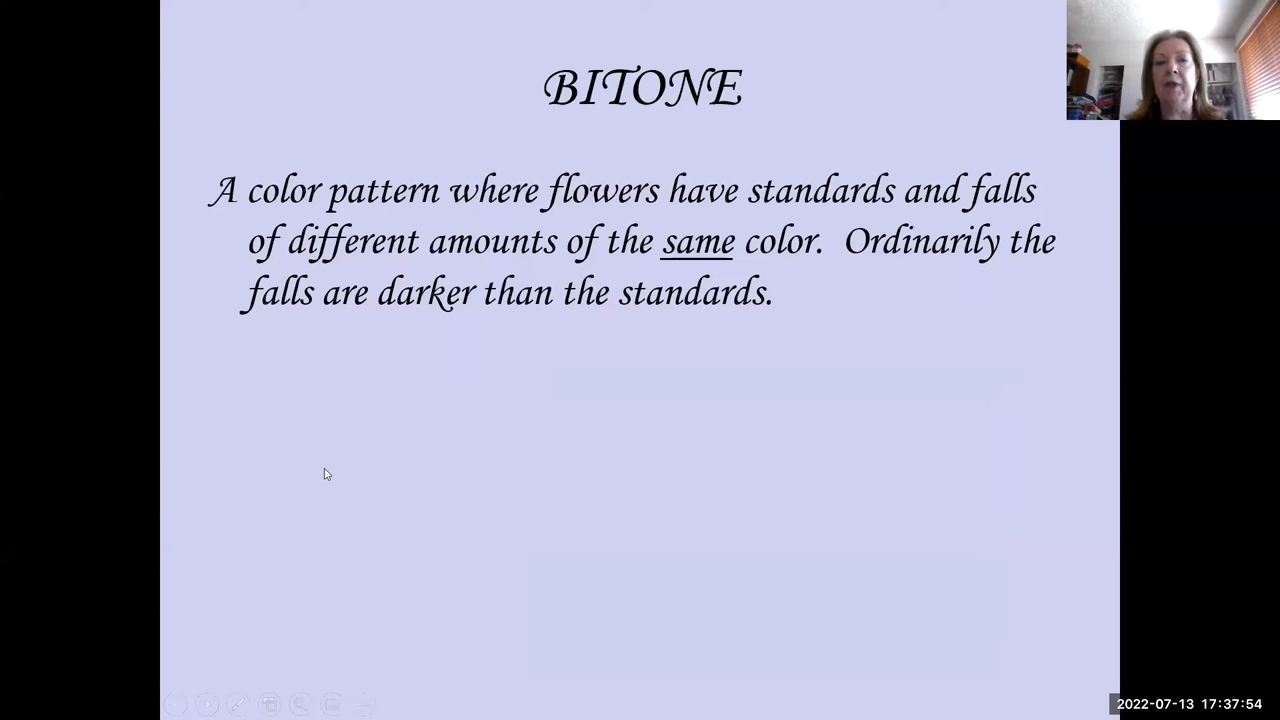 BITONE
A color pattern where flowers have standards and falls
of different amounts of the same color.  Ordinarily the
falls are darker than the standards.
2022-07-13 17:37:54